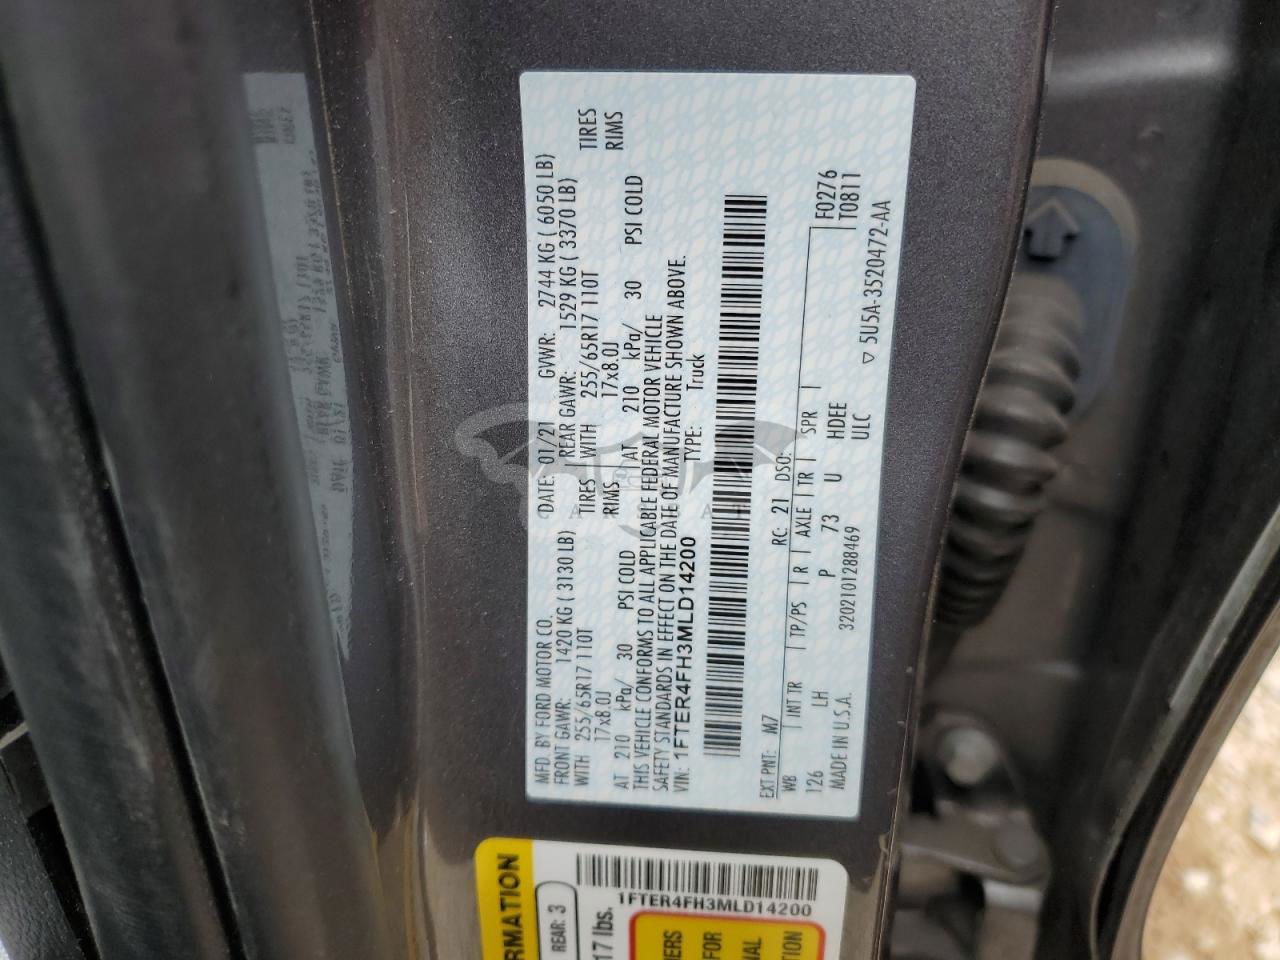 MFD. BY FORD MOTOR CO.
DATE: 01/21 GVWR: 2744 KG ( 6050 LB)
FRONT GAWR: 1420 KG ( 3130 LB) REAR GAWR: 1529 KG ( 3370 LB)
WITH 255/65R17 110T TIRES WITH 255/65R17 110T TIRES
17x8.0J RIMS 17x8.0J RIMS
AT 210 kPa/ 30 PSI COLD AT 210 kPa/ 30 PSI COLD
THIS VEHICLE CONFORMS TO ALL APPLICABLE FEDERAL MOTOR VEHICLE
SAFETY STANDARDS IN EFFECT ON THE DATE OF MANUFACTURE SHOWN ABOVE.
VIN: 1FTER4FH3MLD14200 TYPE: Truck
EXT PNT: M7 RC: 21 DSO: F0276
WB INT TR TP/PS R AXLE TR SPR T0811
126 LH P 73 U HDEE
ULC
MADE IN U.S.A. 3202101288469 ▽ 5U5A-3520472-AA
RMATION
REAR: 3
17 lbs.
1FTER4FH3MLD14200
FOR